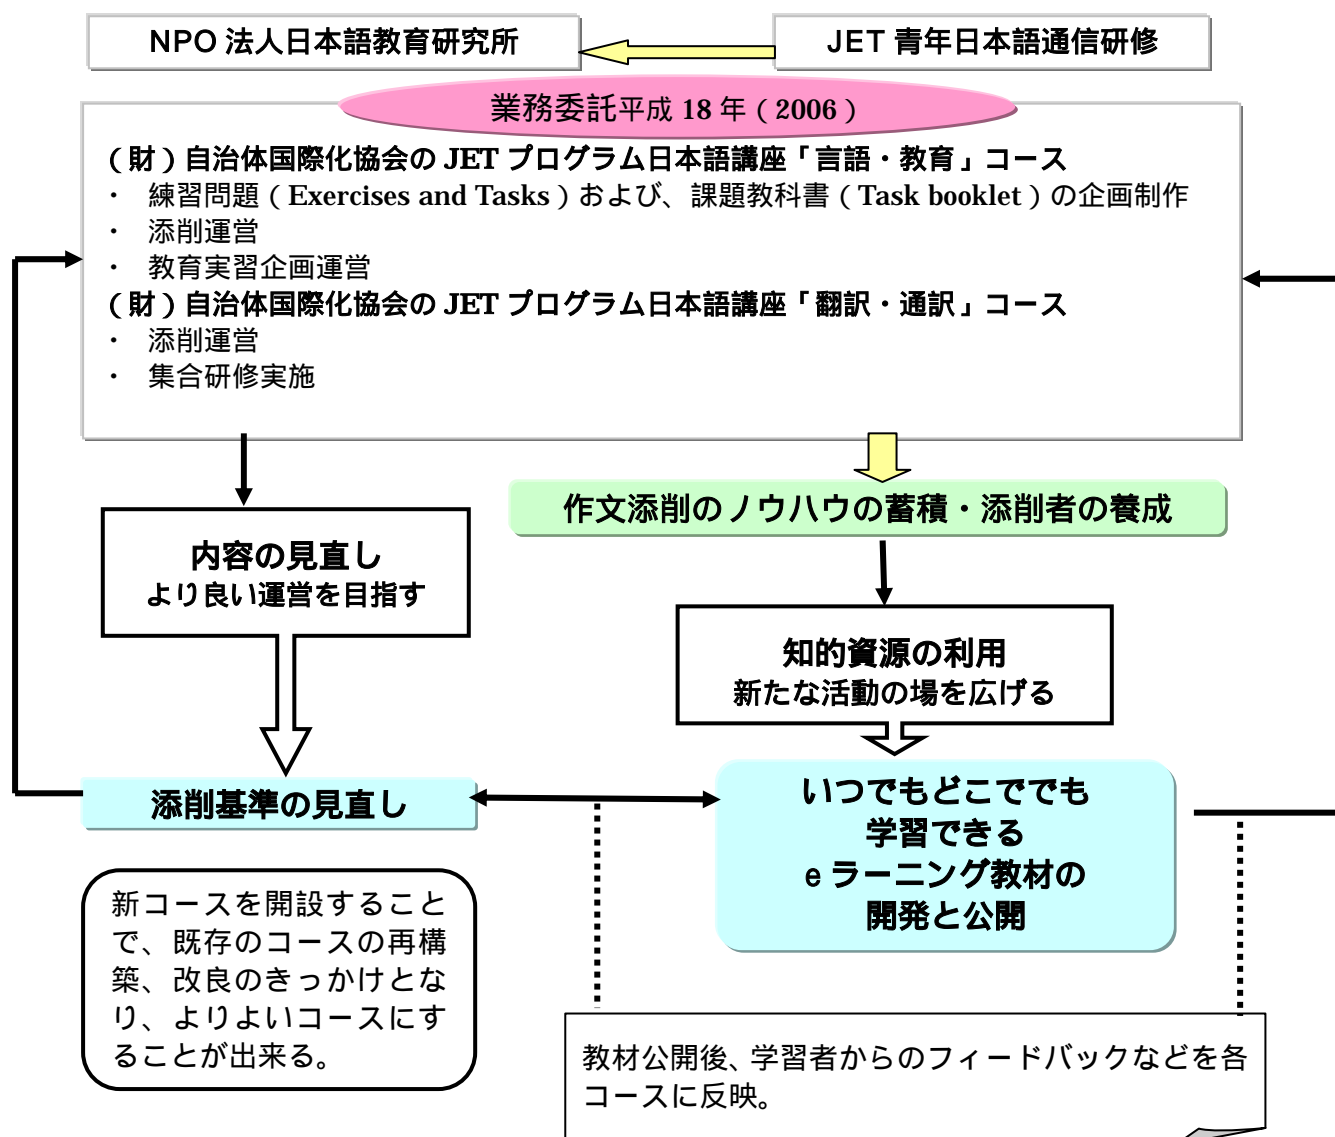 NPO 法人日本語教育研究所
JET 青年日本語通信研修
業務委託平成 18 年（2006）
（財）自治体国際化協会の JET プログラム日本語講座「言語・教育」コース
・ 練習問題（Exercises and Tasks）および、課題教科書（Task booklet）の企画制作
・ 添削運営
・ 教育実習企画運営
（財）自治体国際化協会の JET プログラム日本語講座「翻訳・通訳」コース
・ 添削運営
・ 集合研修実施
作文添削のノウハウの蓄積・添削者の養成
内容の見直し
より良い運営を目指す
知的資源の利用
新たな活動の場を広げる
添削基準の見直し
いつでもどこででも
学習できる
e ラーニング教材の
開発と公開
新コースを開設すること
で、既存のコースの再構
築、改良のきっかけとな
り、よりよいコースにす
ることが出来る。
教材公開後、学習者からのフィードバックなどを各
コースに反映。